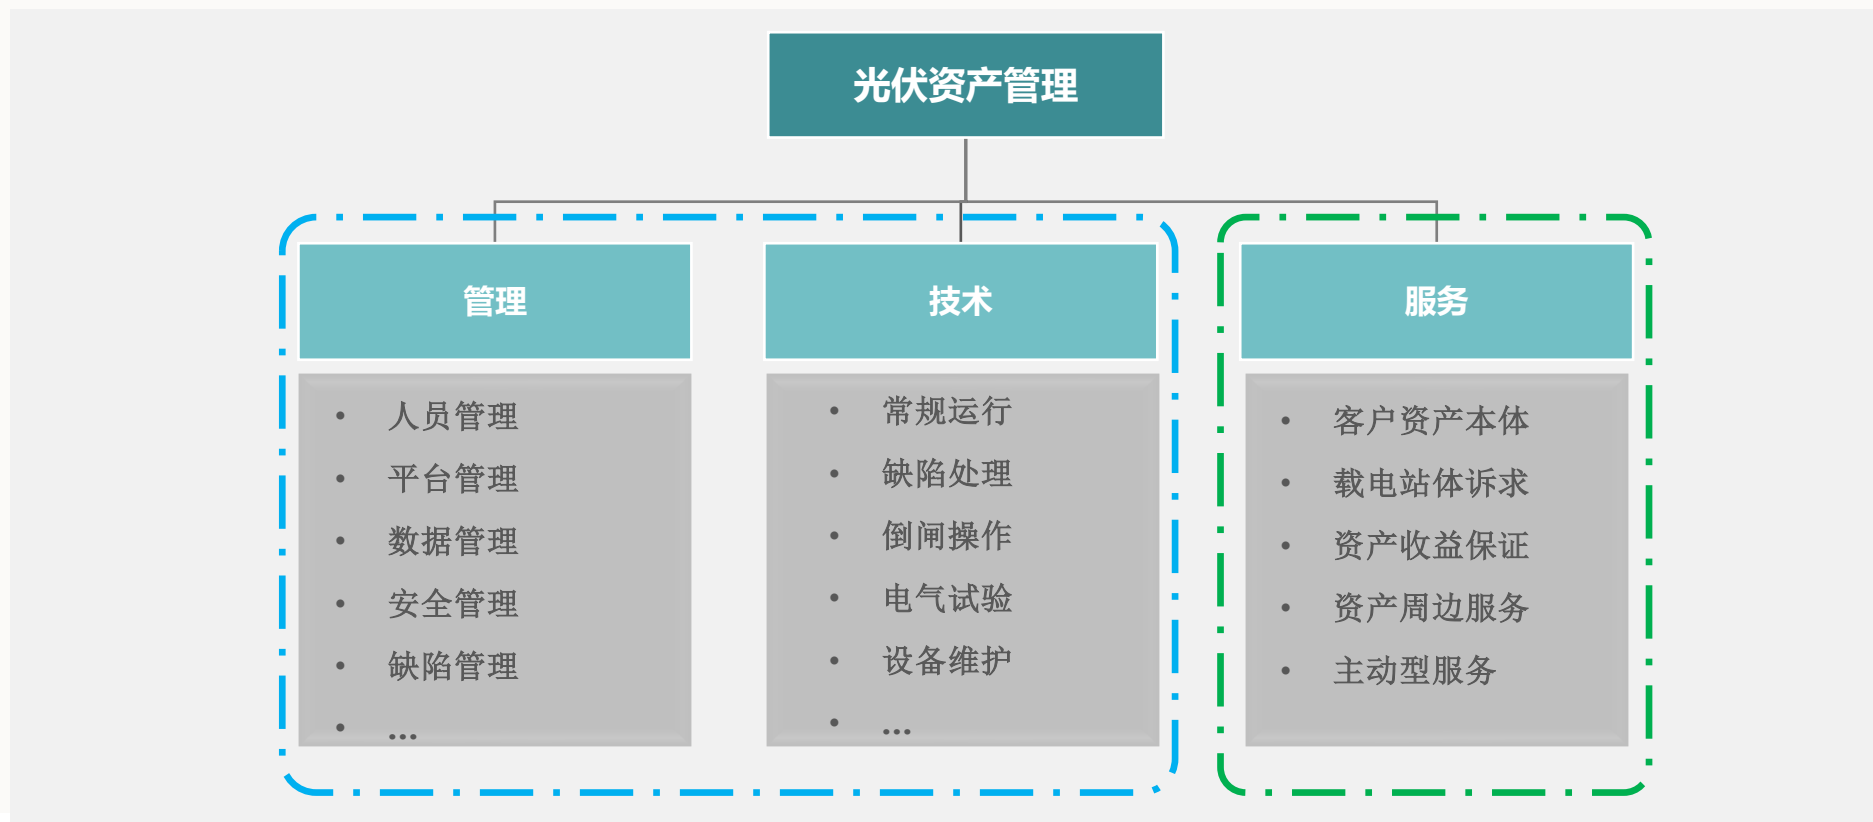 光伏资产管理
管理
• 人员管理
• 平台管理
• 数据管理
• 安全管理
• 缺陷管理
• ...
技术
• 常规运行
• 缺陷处理
• 倒闸操作
• 电气试验
• 设备维护
• ...
服务
• 客户资产本体
• 载电站体诉求
• 资产收益保证
• 资产周边服务
• 主动型服务